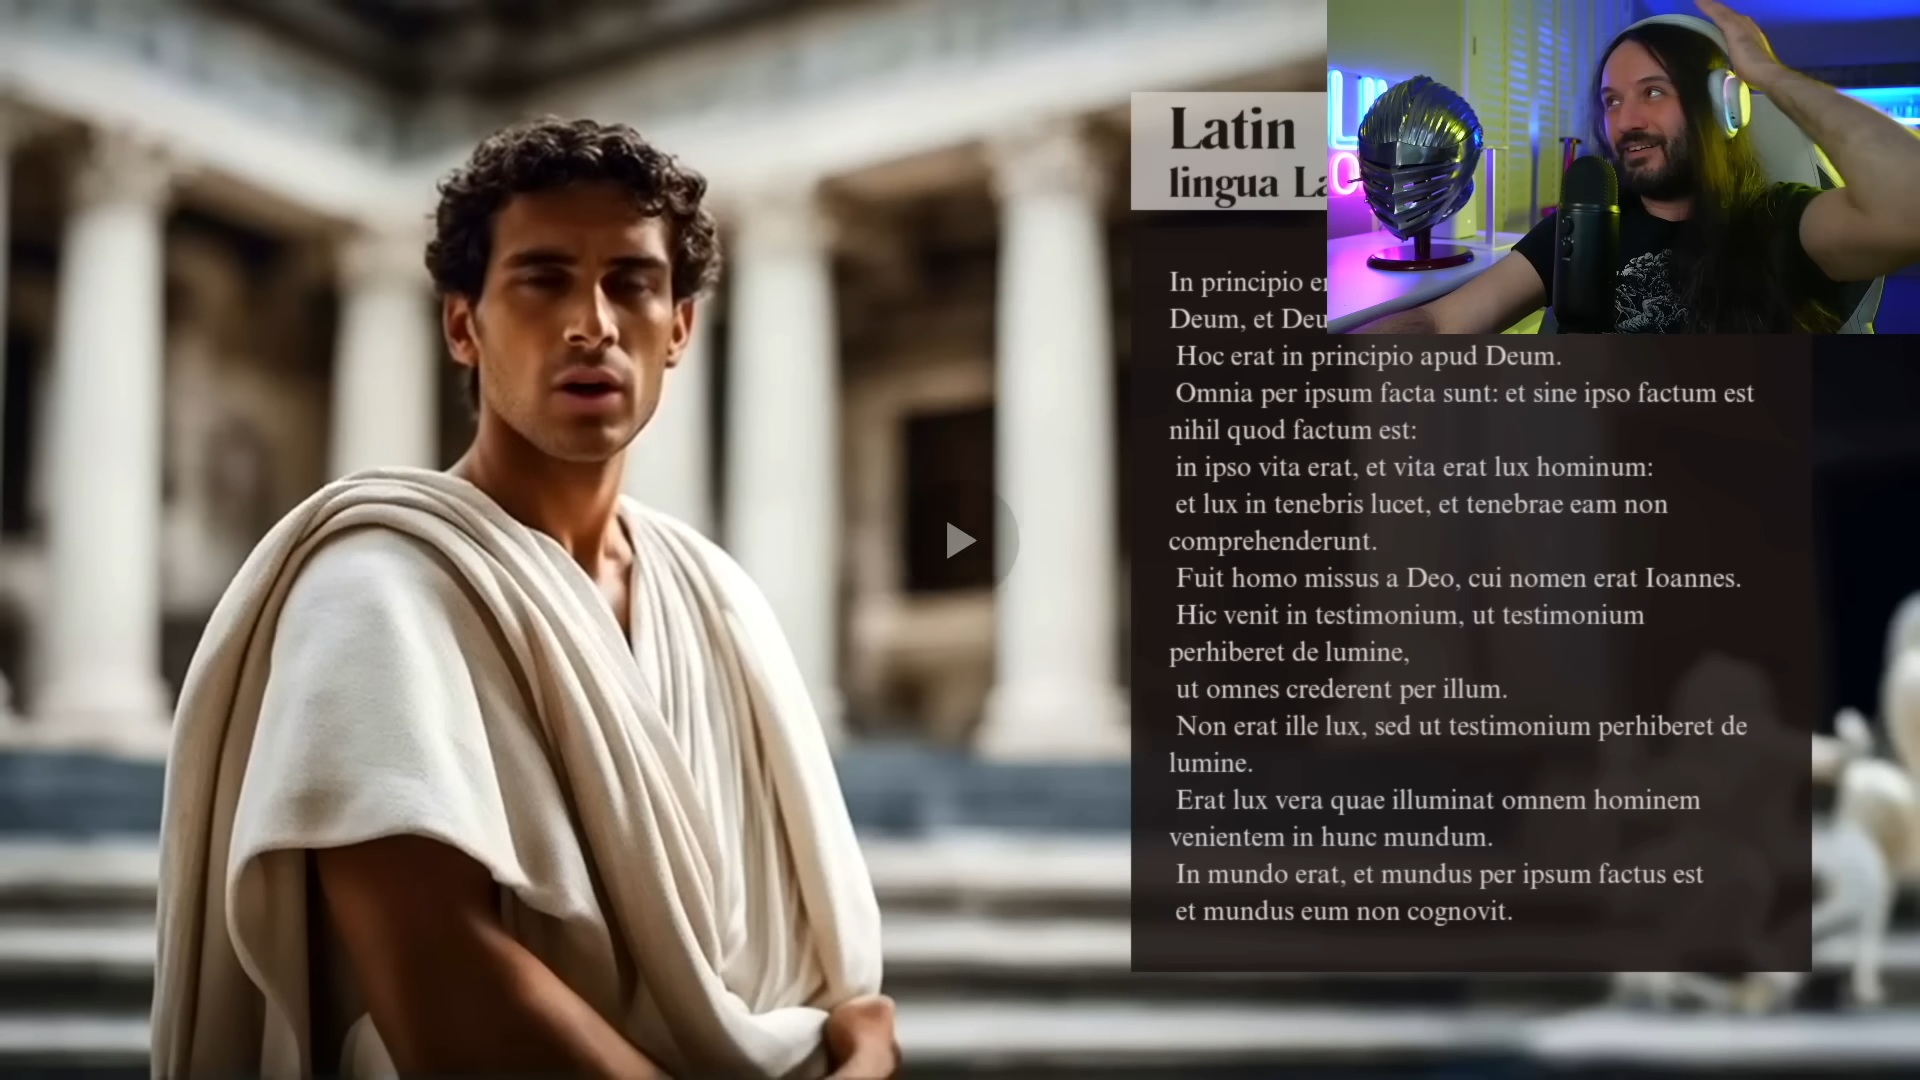 Latin
lingua
In principio
Deum, et
Hoc erat in principio apud Deum.
Omnia per ipsum facta sunt: et sine ipso factum est
nihil quod factum est:
in ipso vita erat, et vita erat lux hominum:
et lux in tenebris lucet, et tenebrae eam non
comprehenderunt.
Fuit homo missus a Deo, cui nomen erat Ioannes.
Hic venit in testimonium, ut testimonium
perhiberet de lumine,
ut omnes crederent per illum.
Non erat ille lux, sed ut testimonium perhiberet de
lumine.
Erat lux vera quae illuminat omnem hominem
venientem in hunc mundum.
In mundo erat, et mundus per ipsum factus est
et mundus eum non cognovit.